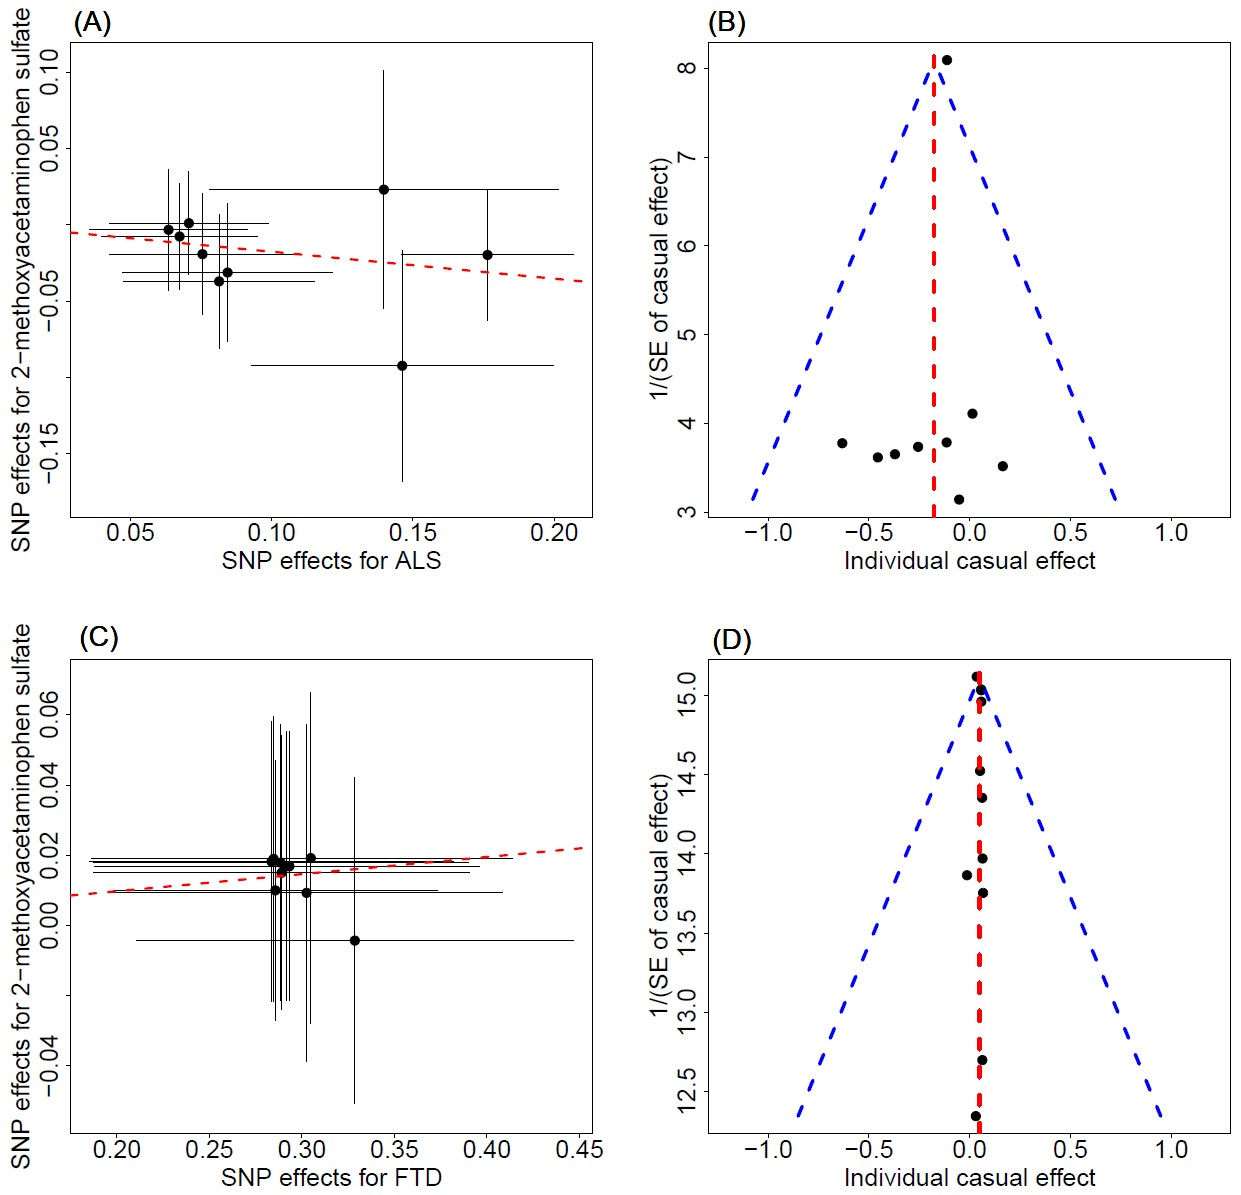 (A)
SNP effects for 2−methoxyacetaminophen sulfate
0.10
0.05
−0.05
−0.15
0.05 0.10 0.15 0.20
SNP effects for ALS
(B)
1/(SE of casual effect)
8
7
6
5
4
3
−1.0 −0.5 0.0 0.5 1.0
Individual casual effect
(C)
SNP effects for 2−methoxyacetaminophen sulfate
0.06
0.04
0.02
0.00
−0.04
0.20 0.25 0.30 0.35 0.40 0.45
SNP effects for FTD
(D)
1/(SE of casual effect)
15.0
14.5
14.0
13.5
13.0
12.5
−1.0 −0.5 0.0 0.5 1.0
Individual casual effect